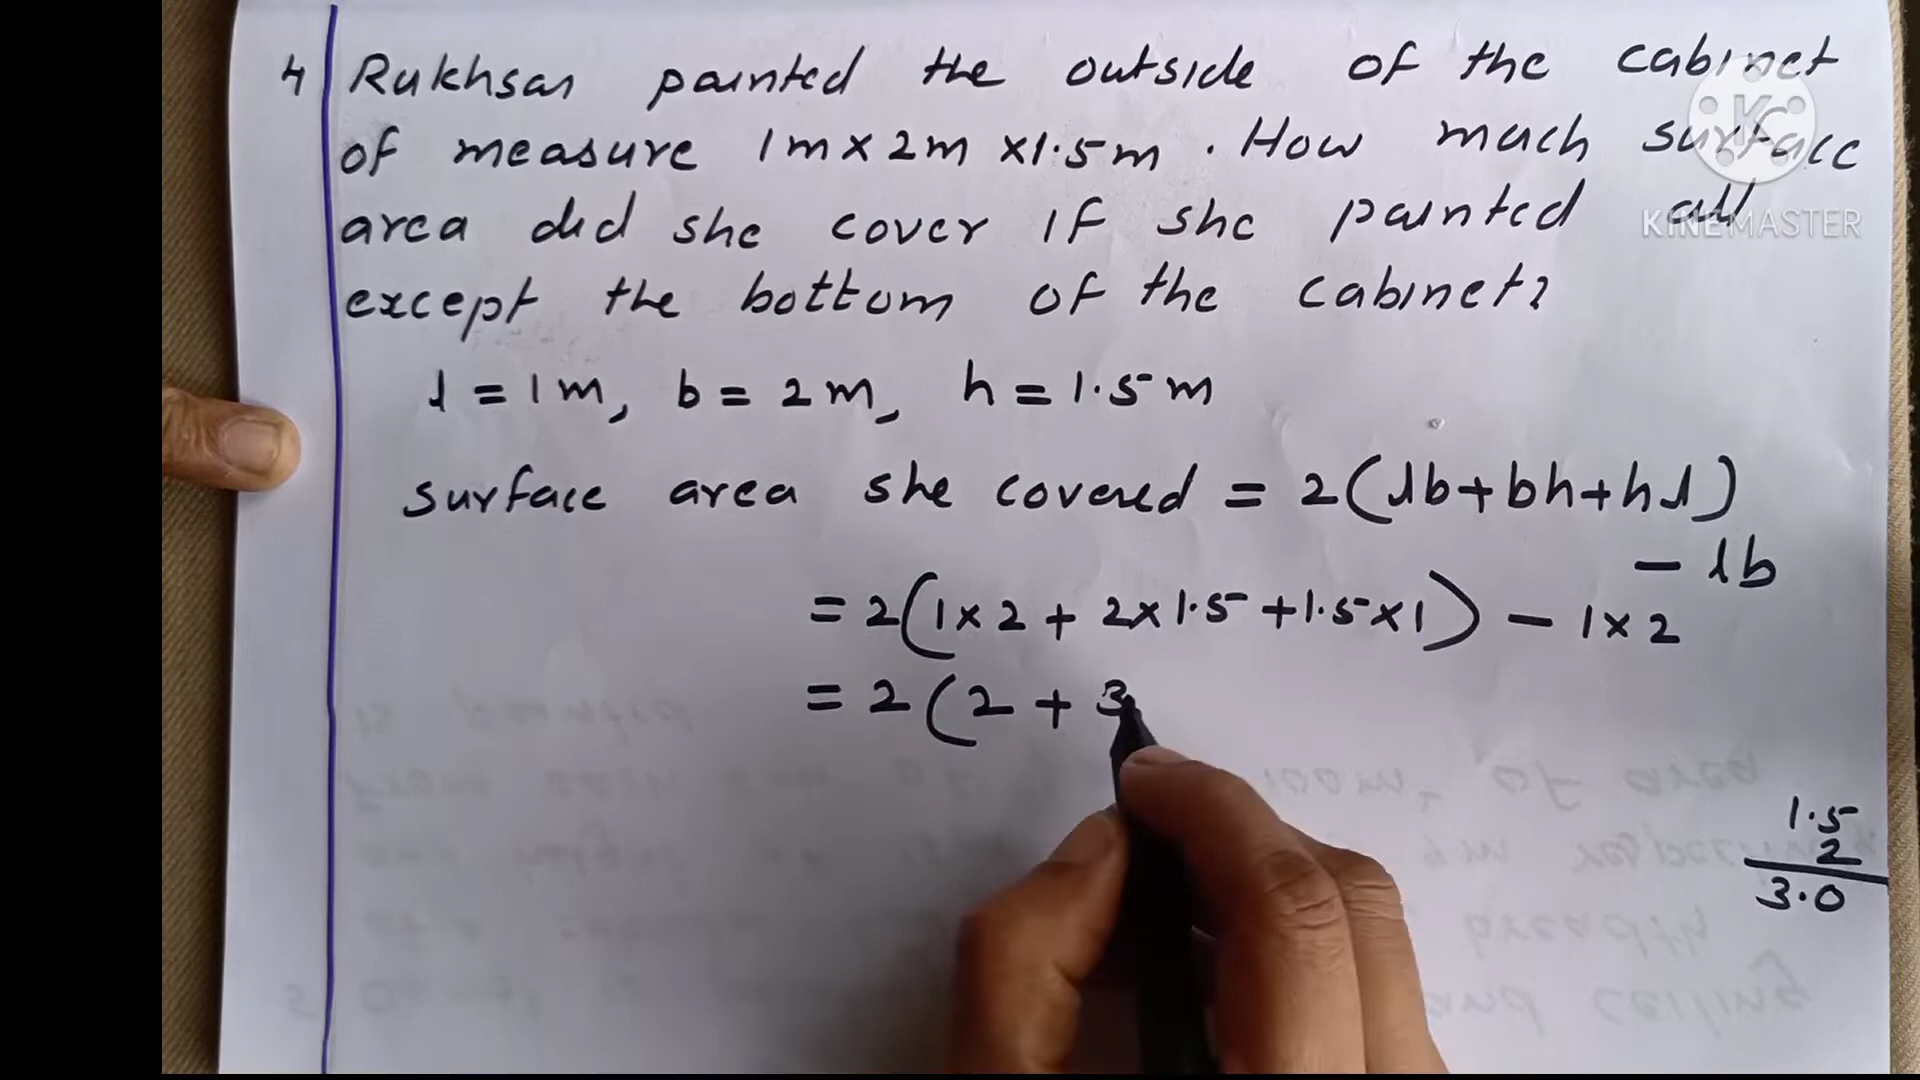 4 Rukhsar painted the outside of the cabinet
of measure 1m × 2m × 1.5m. How much surface
area did she cover if she painted all
except the bottom of the cabinet?
l = 1m, b = 2m, h = 1.5m
surface area she covered = 2(lb+bh+hl)
- lb
= 2(1×2 + 2×1.5 + 1.5×1) - 1×2
= 2(2 + 3
1.5
2
3.0
K
KINEMASTER